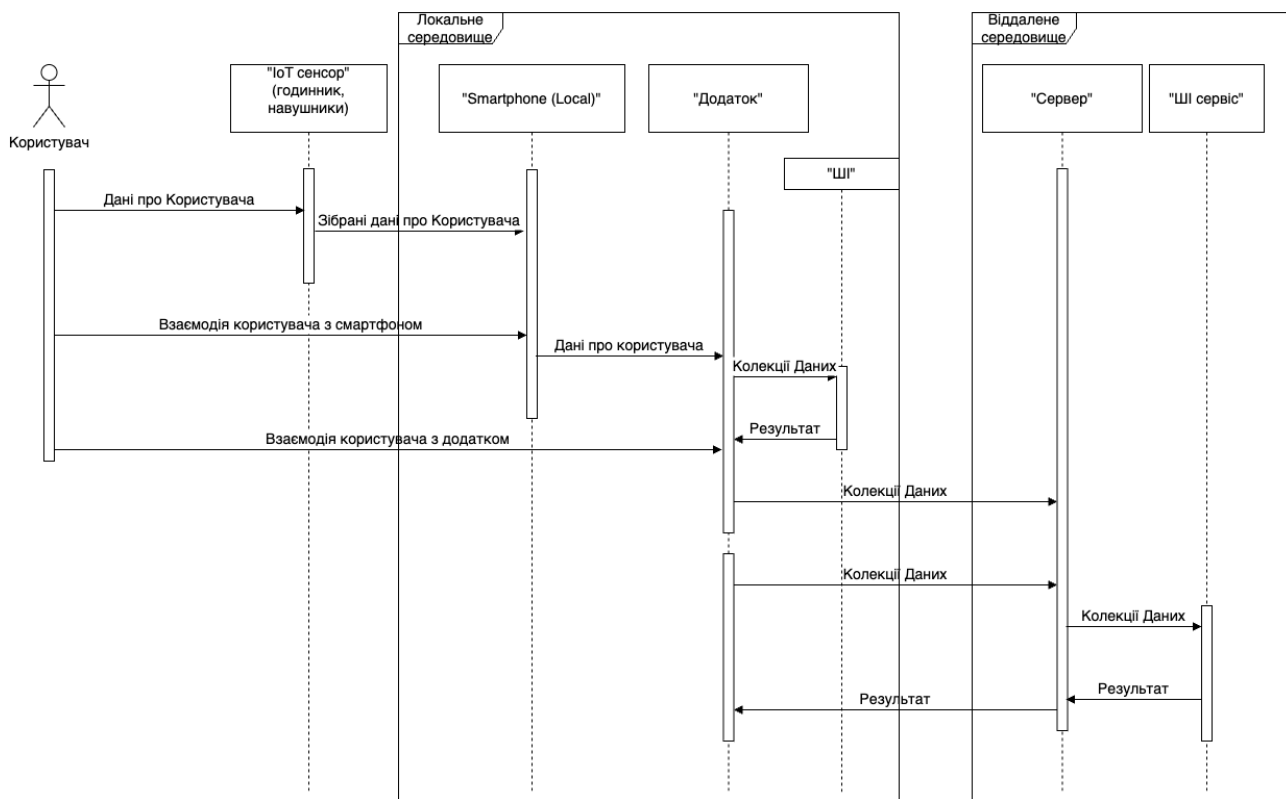 Локальне
середовище
Віддалене
середовище
Користувач
"IoT сенсор"
(годинник,
навушники)
"Smartphone (Local)"
"Додаток"
"Сервер"
"ШІ сервіс"
"ШІ"
Дані про Користувача
Зібрані дані про Користувача
Взаємодія користувача з смартфоном
Дані про користувача
Колекції Даних
Результат
Взаємодія користувача з додатком
Колекції Даних
Колекції Даних
Колекції Даних
Результат
Результат